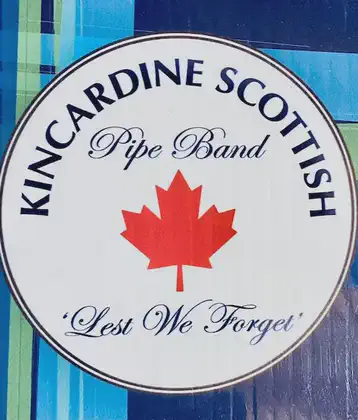 KINCARDINE SCOTTISH
Pipe Band
'Lest We Forget'